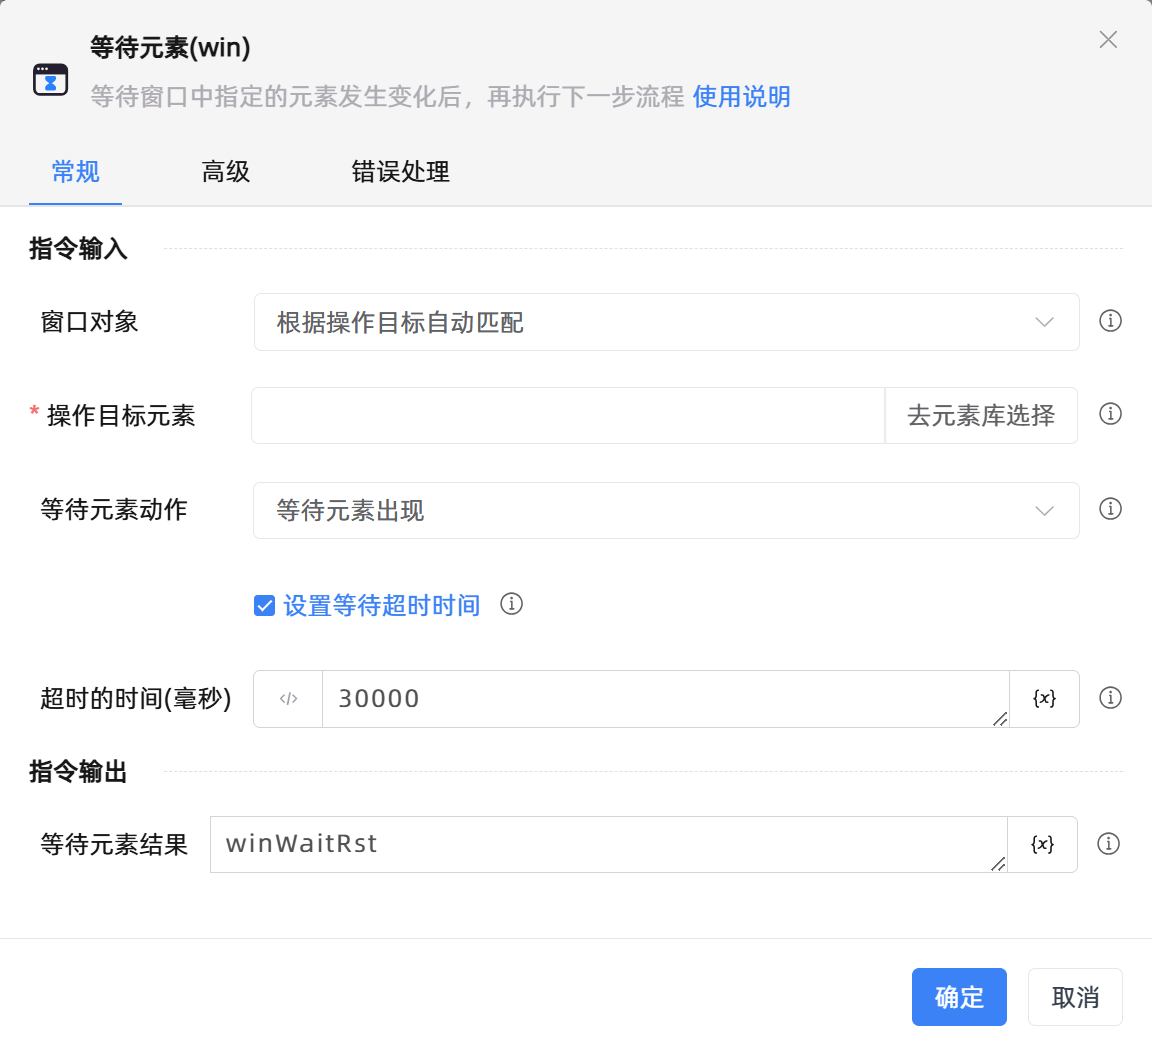 等待元素(win)
等待窗口中指定的元素发生变化后，再执行下一步流程 使用说明
常规 高级 错误处理
指令输入
窗口对象 根据操作目标自动匹配
* 操作目标元素 去元素库选择
等待元素动作 等待元素出现
设置等待超时时间
超时的时间(毫秒) </> 30000 {x}
指令输出
等待元素结果 winWaitRst {x}
确定 取消